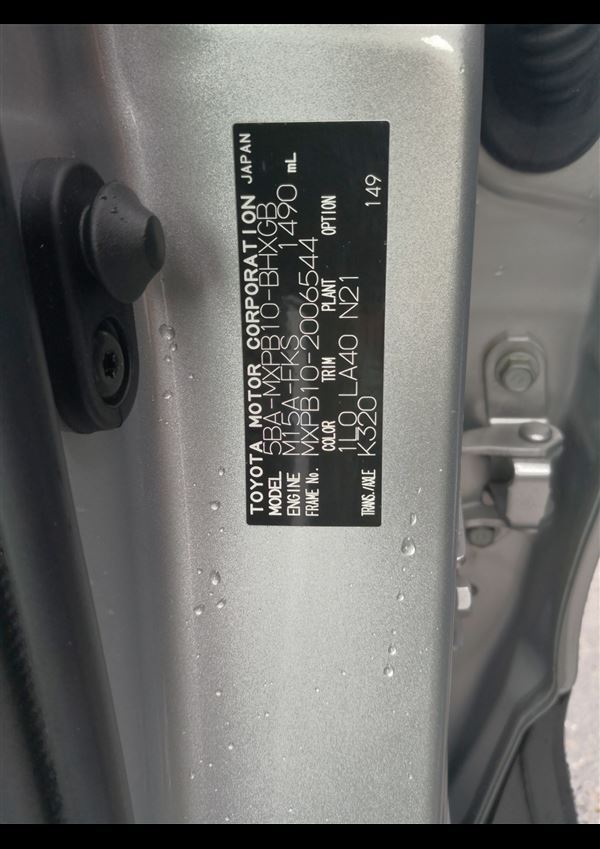 TOYOTA MOTOR CORPORATION JAPAN
MODEL 5BA-MXPB10-BHXGB
ENGINE M15A-FKS 1490 mL
FRAME No. MXPB10-2006544
COLOR TRIM PLANT OPTION
1L0 LA40 N21
TRANS./AXLE K320 149